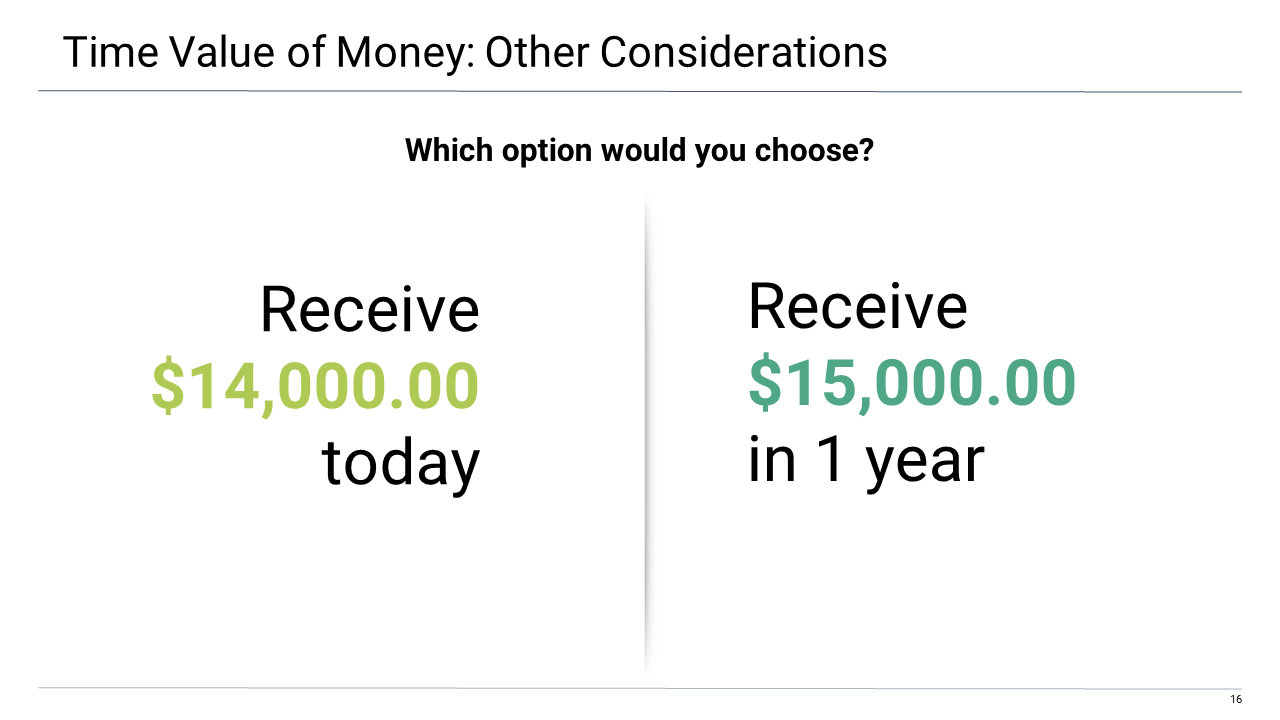 Time Value of Money: Other Considerations
Which option would you choose?
Receive
$14,000.00
today
Receive
$15,000.00
in 1 year
16